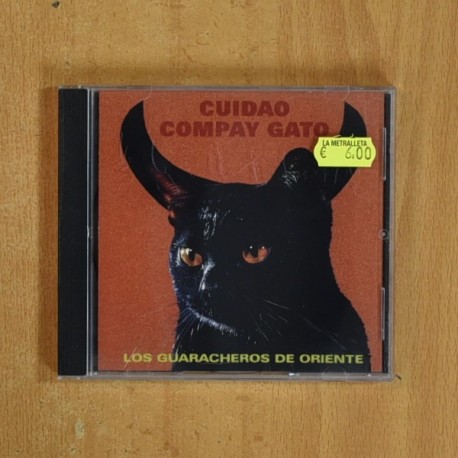 CUIDAO
COMPAY GATO
LA METRALLETA
€ 6.00
LOS GUARACHEROS DE ORIENTE